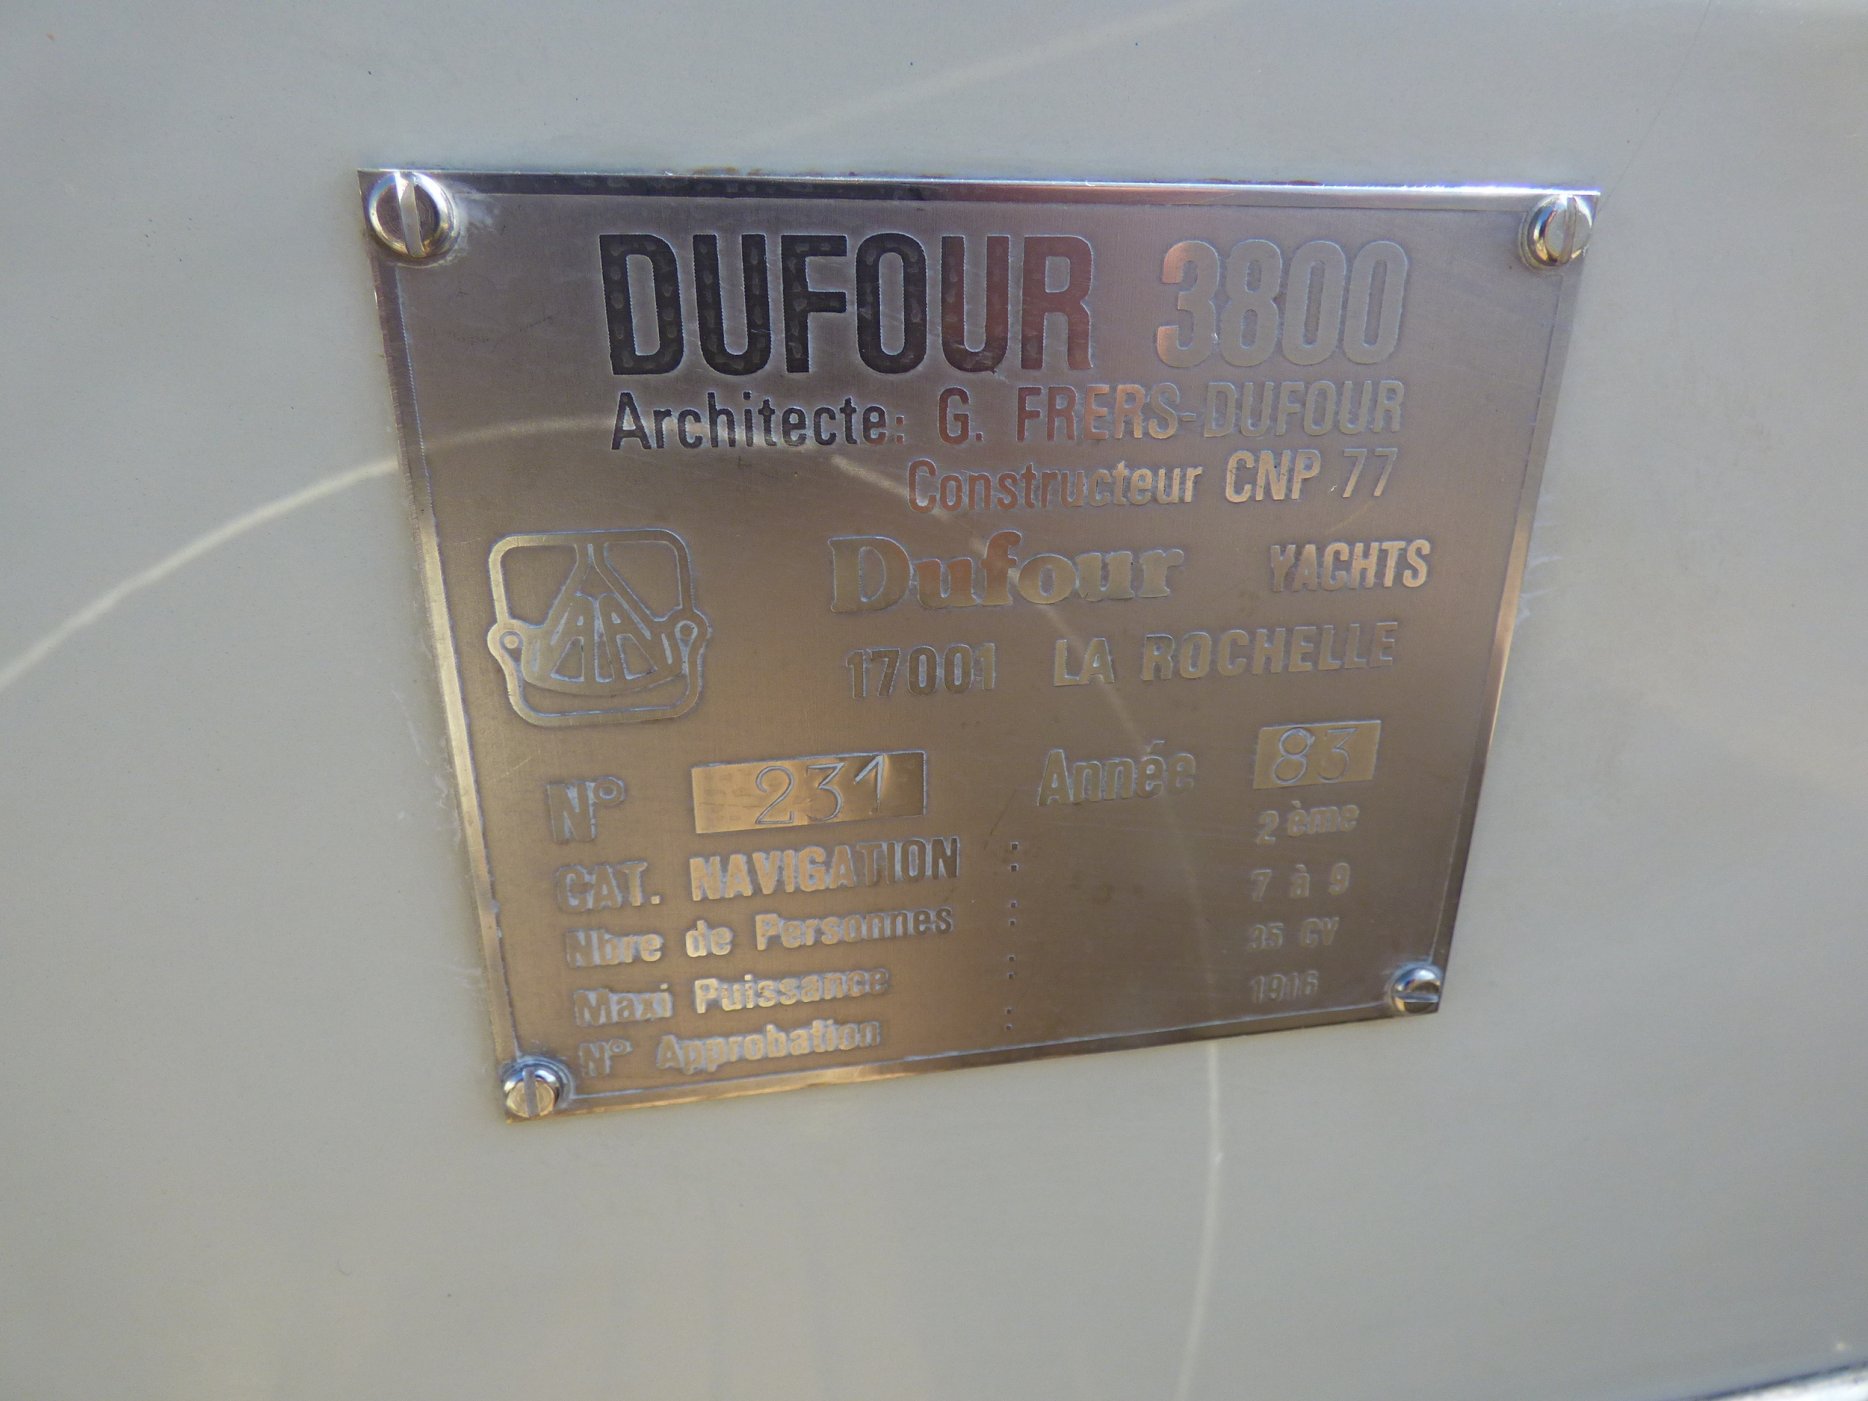 DUFOUR 3800
Architecte: G. FRERS-DUFOUR
Constructeur CNP 77
Dufour YACHTS
17001 LA ROCHELLE
N° 231 Année 83
CAT. NAVIGATION : 2 ème
Nbre de Personnes : 7 à 9
Maxi Puissance : 35 CV
N° Approbation : 1916